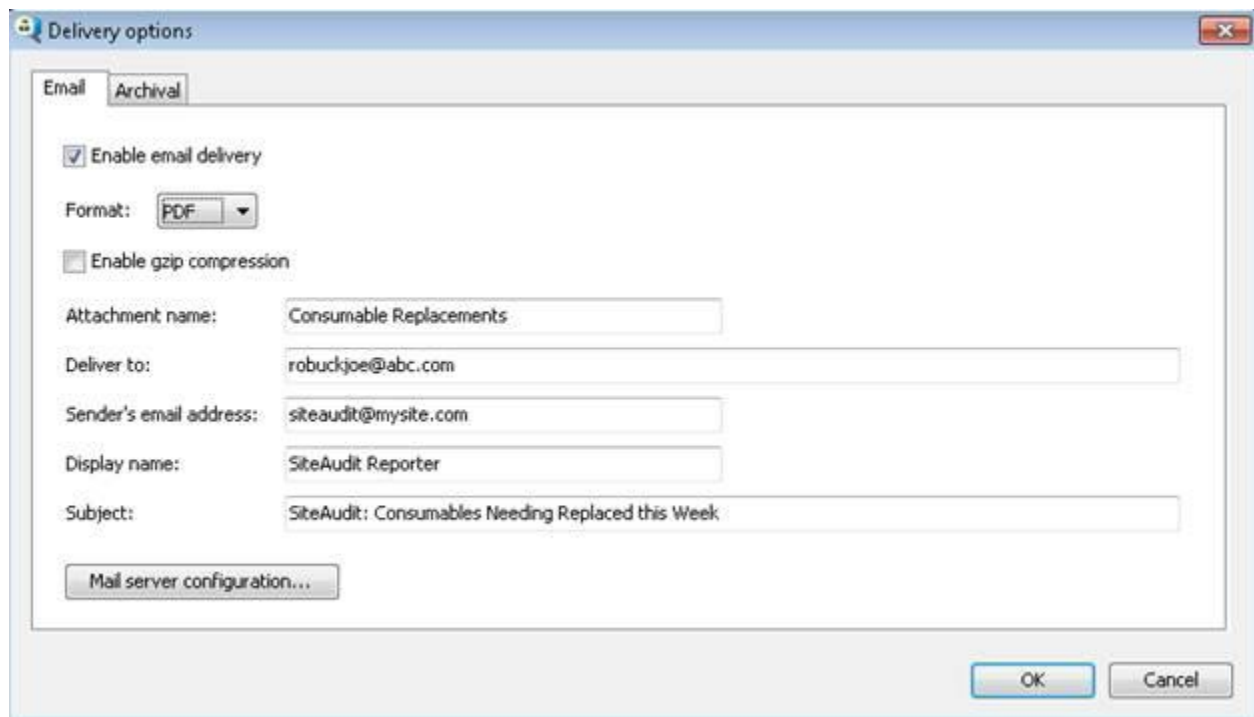 Delivery options
Email Archival
Enable email delivery
Format: PDF
Enable gzip compression
Attachment name: Consumable Replacements
Deliver to: robuckjoe@abc.com
Sender's email address: siteaudit@mysite.com
Display name: SiteAudit Reporter
Subject: SiteAudit: Consumables Needing Replaced this Week
Mail server configuration...
OK Cancel